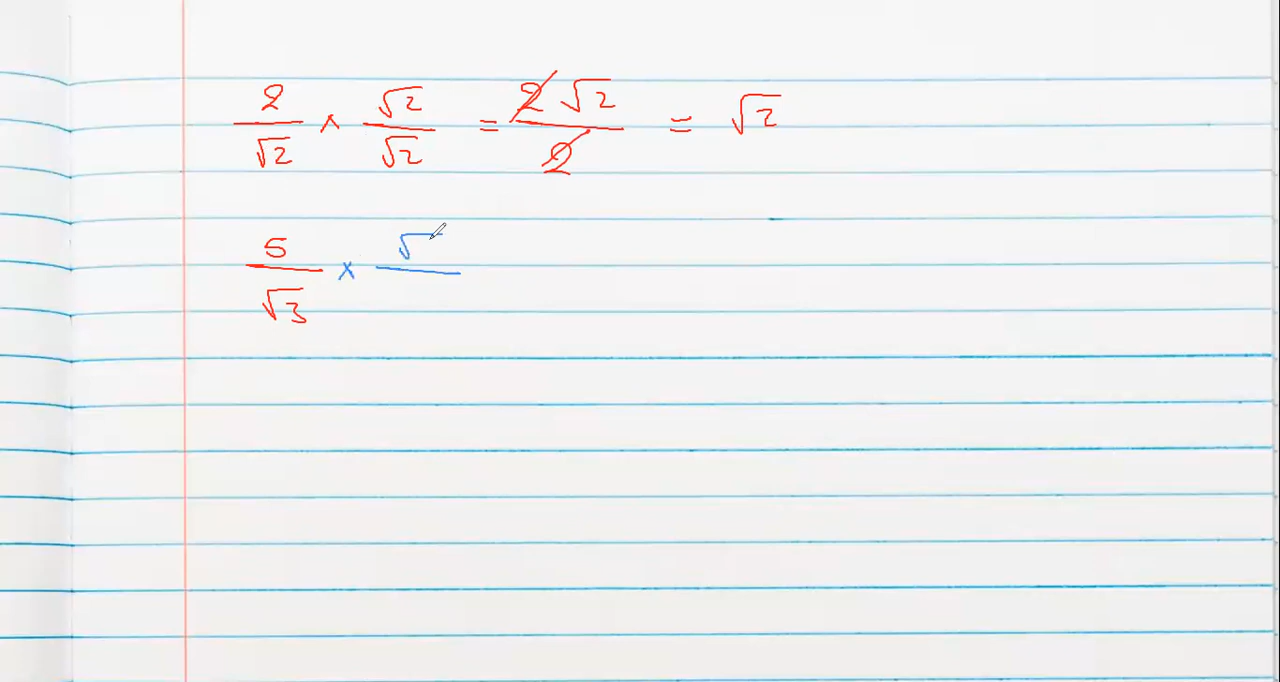 2/√2 × √2/√2 = 2√2/2 = √2
5/√3 × √